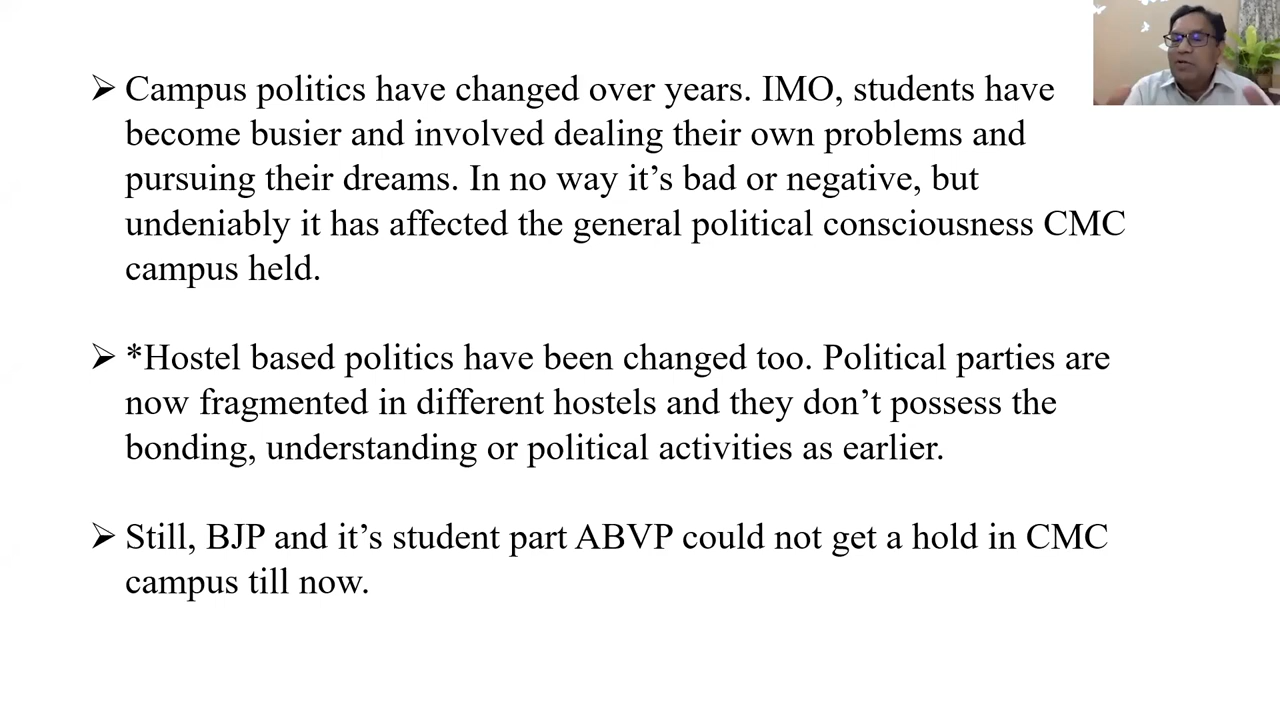 ➢ Campus politics have changed over years. IMO, students have
become busier and involved dealing their own problems and
pursuing their dreams. In no way it’s bad or negative, but
undeniably it has affected the general political consciousness CMC
campus held.
➢ *Hostel based politics have been changed too. Political parties are
now fragmented in different hostels and they don’t possess the
bonding, understanding or political activities as earlier.
➢ Still, BJP and it’s student part ABVP could not get a hold in CMC
campus till now.